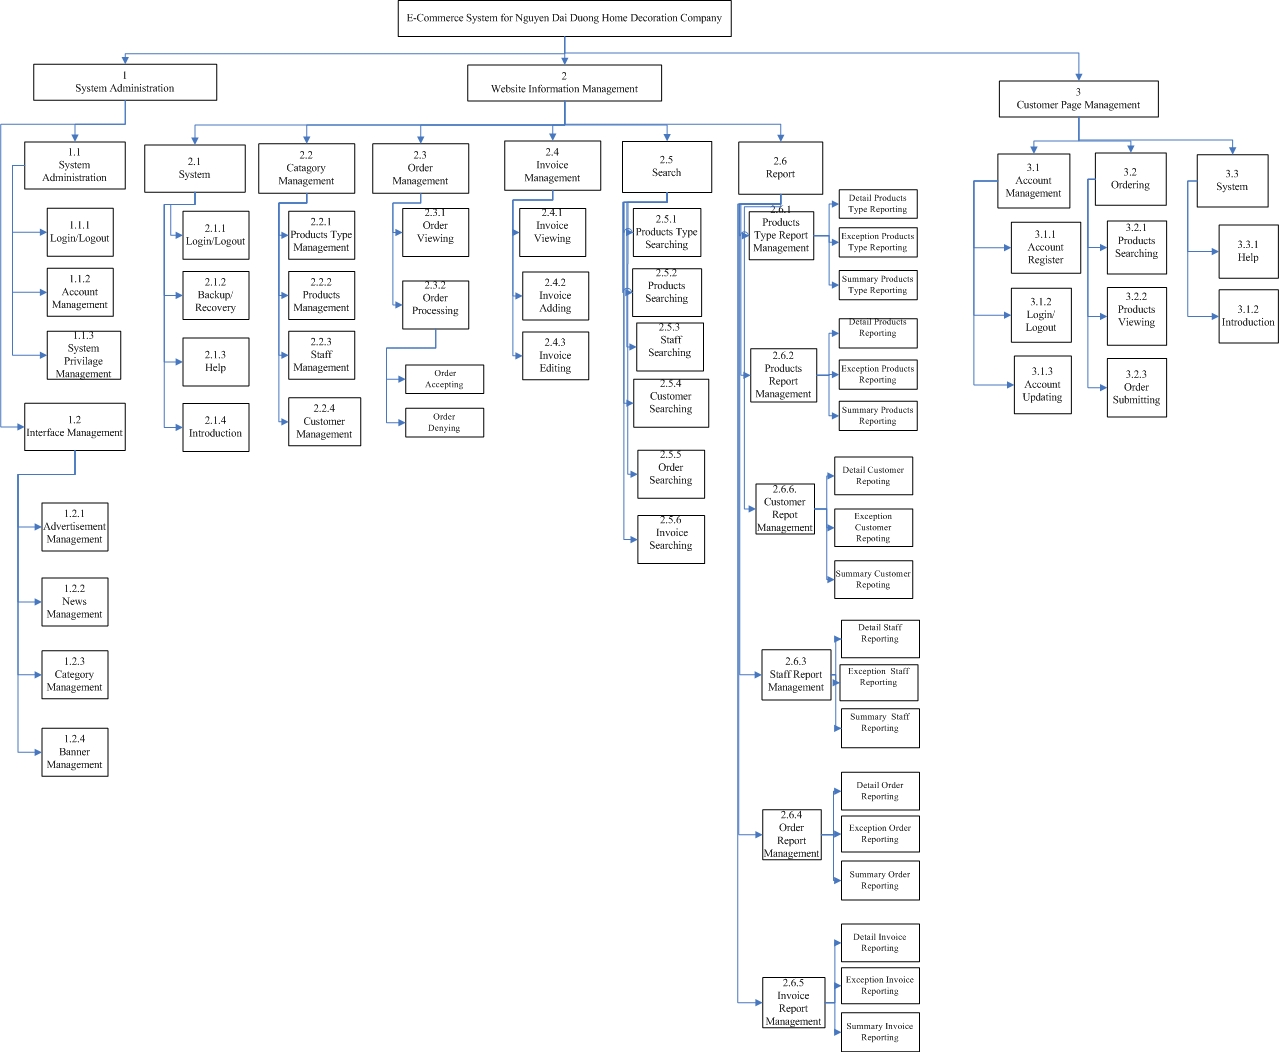 E-Commerce System for Nguyen Dai Duong Home Decoration Company
1
System Administration
2
Website Information Management
3
Customer Page Management
1.1
System
Administration
1.1.1
Login/Logout
1.1.2
Account
Management
1.1.3
System
Privilage
Management
1.2
Interface Management
1.2.1
Advertisement
Management
1.2.2
News
Management
1.2.3
Category
Management
1.2.4
Banner
Management
2.1
System
2.1.1
Login/Logout
2.1.2
Backup/
Recovery
2.1.3
Help
2.1.4
Introduction
2.2
Catagory
Management
2.2.1
Products Type
Management
2.2.2
Products
Management
2.2.3
Staff
Management
2.2.4
Customer
Management
2.3
Order
Management
2.3.1
Order
Viewing
2.3.2
Order
Processing
Order
Accepting
Order
Denying
2.4
Invoice
Management
2.4.1
Invoice
Viewing
2.4.2
Invoice
Adding
2.4.3
Invoice
Editing
2.5
Search
2.5.1
Products Type
Searching
2.5.2
Products
Searching
2.5.3
Staff
Searching
2.5.4
Customer
Searching
2.5.5
Order
Searching
2.5.6
Invoice
Searching
2.6
Report
2.6.1
Products
Type Report
Management
Detail Products
Type Reporting
Exception Products
Type Reporting
Summary Products
Type Reporting
2.6.2
Products
Report
Management
Detail Products
Reporting
Exception Products
Reporting
Summary Products
Reporting
2.6.6.
Customer
Repot
Management
Detail Customer
Repoting
Exception
Customer
Repoting
Summary Customer
Repoting
2.6.3
Staff Report
Management
Detail Staff
Reporting
Exception Staff
Reporting
Summary Staff
Reporting
2.6.4
Order
Report
Management
Detail Order
Reporting
Exception Order
Reporting
Summary Order
Reporting
2.6.5
Invoice
Report
Management
Detail Invoice
Reporting
Exception Invoice
Reporting
Summary Invoice
Reporting
3.1
Account
Management
3.1.1
Account
Register
3.1.2
Login/
Logout
3.1.3
Account
Updating
3.2
Ordering
3.2.1
Products
Searching
3.2.2
Products
Viewing
3.2.3
Order
Submitting
3.3
System
3.3.1
Help
3.1.2
Introduction